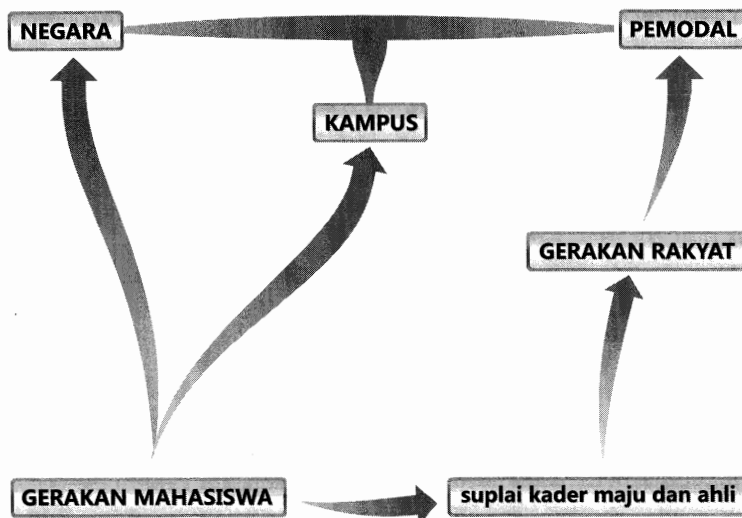 NEGARA
PEMODAL
KAMPUS
GERAKAN RAKYAT
GERAKAN MAHASISWA
suplai kader maju dan ahli